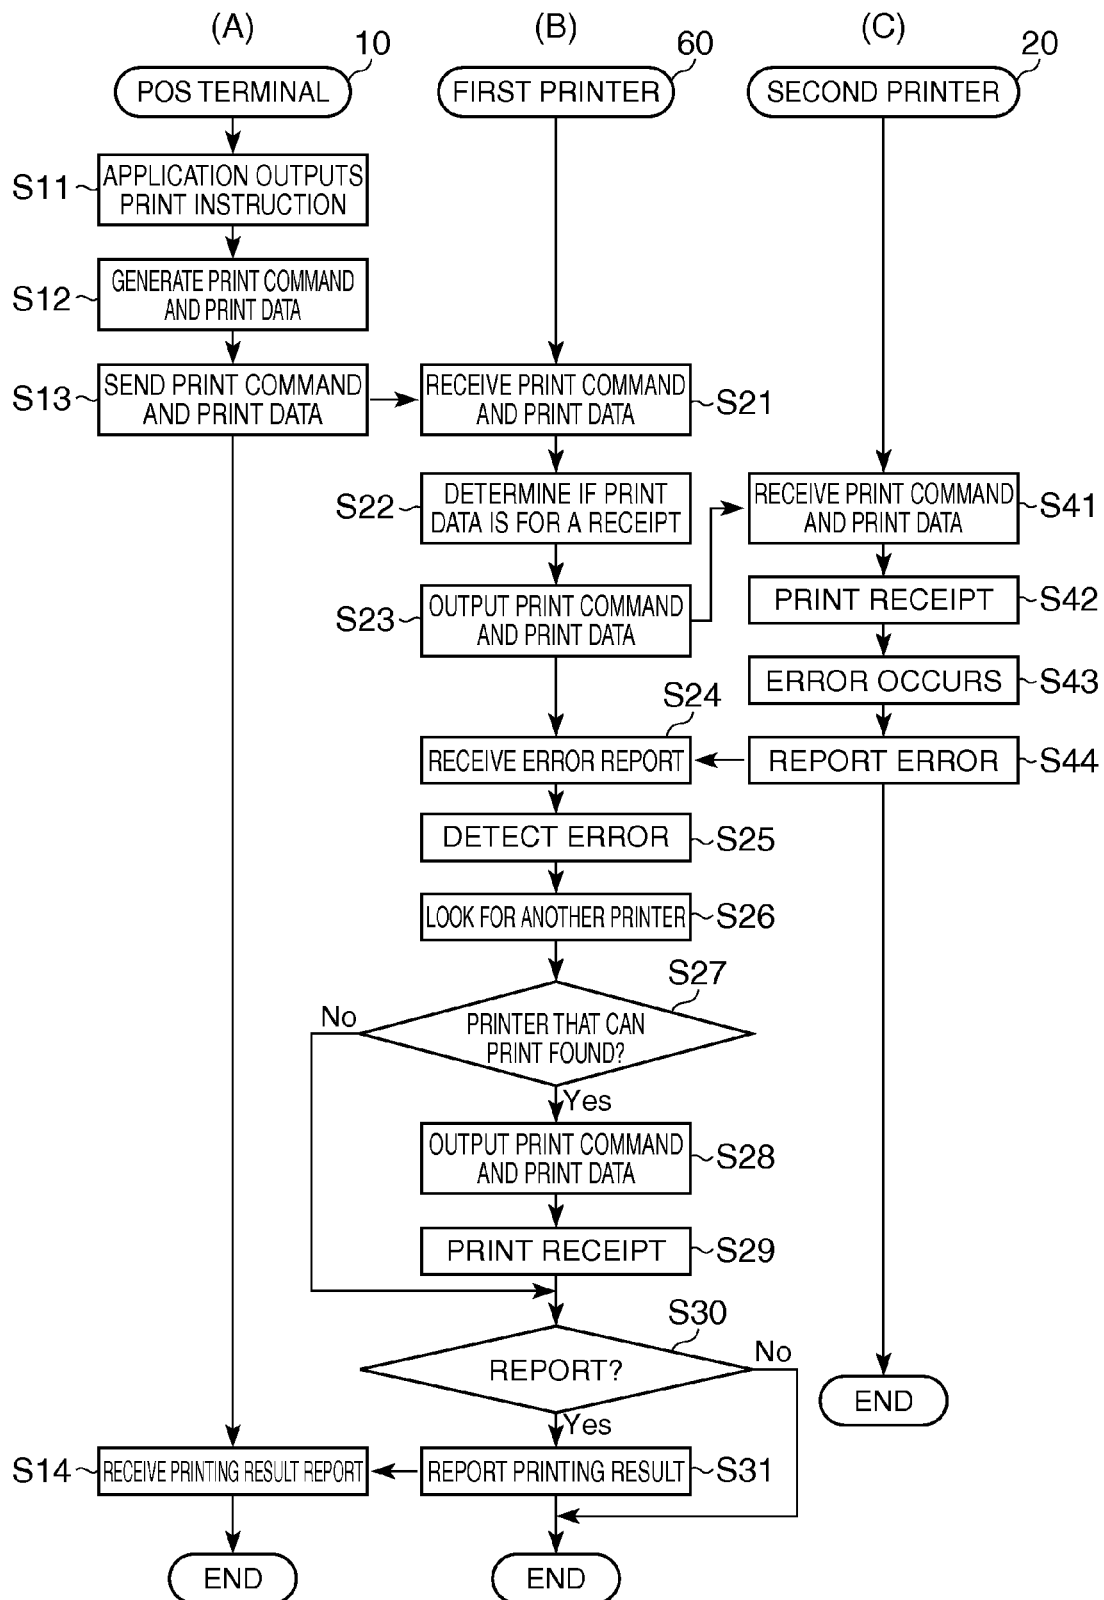 (A)
(B)
(C)
10
60
20
POS TERMINAL
FIRST PRINTER
SECOND PRINTER
S11
APPLICATION OUTPUTS
PRINT INSTRUCTION
S12
GENERATE PRINT COMMAND
AND PRINT DATA
S13
SEND PRINT COMMAND
AND PRINT DATA
RECEIVE PRINT COMMAND
AND PRINT DATA
S21
S22
DETERMINE IF PRINT
DATA IS FOR A RECEIPT
RECEIVE PRINT COMMAND
AND PRINT DATA
S41
S23
OUTPUT PRINT COMMAND
AND PRINT DATA
PRINT RECEIPT
S42
ERROR OCCURS
S43
S24
RECEIVE ERROR REPORT
REPORT ERROR
S44
DETECT ERROR
S25
LOOK FOR ANOTHER PRINTER
S26
S27
No
PRINTER THAT CAN
PRINT FOUND?
Yes
OUTPUT PRINT COMMAND
AND PRINT DATA
S28
PRINT RECEIPT
S29
S30
REPORT?
No
Yes
END
S14
RECEIVE PRINTING RESULT REPORT
REPORT PRINTING RESULT
S31
END
END